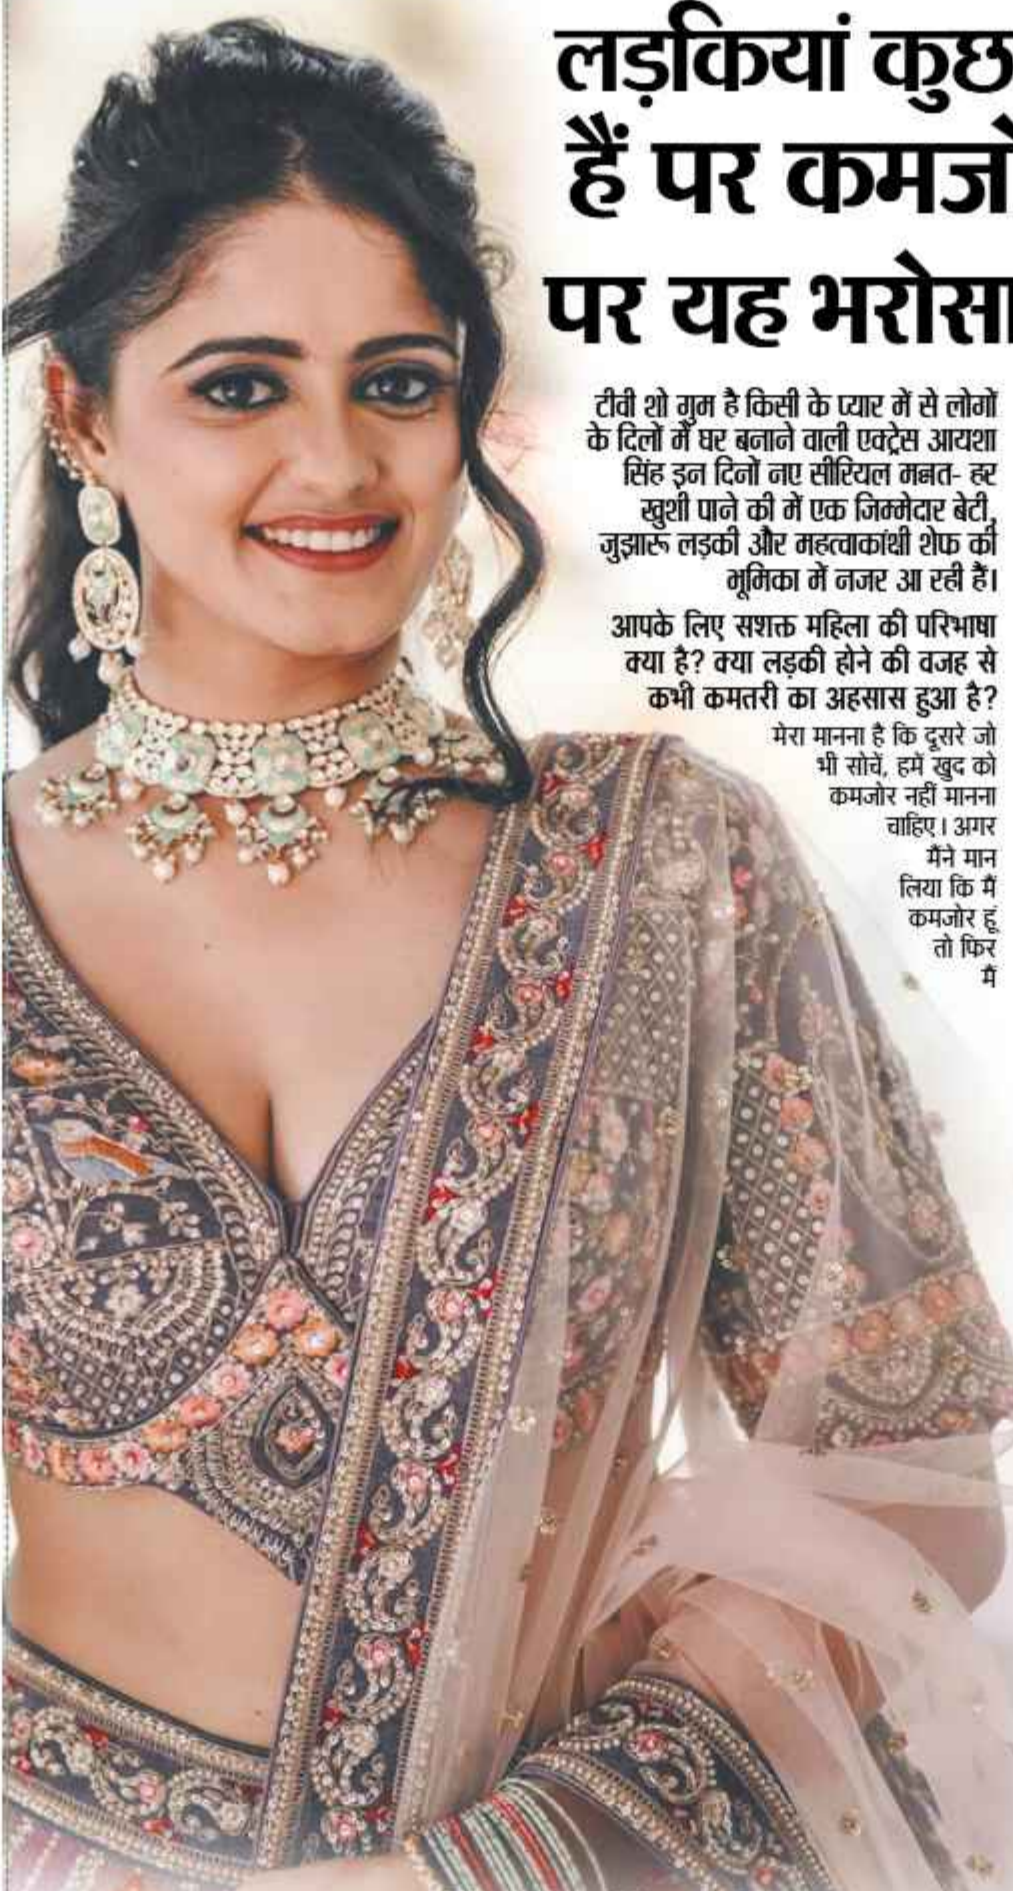 लड़कियां कुछ
हैं पर कमजो
पर यह भरोसा
टीवी शो गुम है किसी के प्यार में से लोगों
के दिलों में घर बनाने वाली एक्ट्रेस आयशा
सिंह इन दिनों नए सीरियल मन्नत- हर
खुशी पाने की में एक जिम्मेदार बेटी,
जुझारू लड़की और महत्वाकांक्षी शेफ की
भूमिका में नजर आ रही हैं।
आपके लिए सशक्त महिला की परिभाषा
क्या है? क्या लड़की होने की वजह से
कभी कमतरी का अहसास हुआ है?
मेरा मानना है कि दूसरे जो
भी सोचें, हमें खुद को
कमजोर नहीं मानना
चाहिए। अगर
मैंने मान
लिया कि मैं
कमजोर हूं
तो फिर
मैं